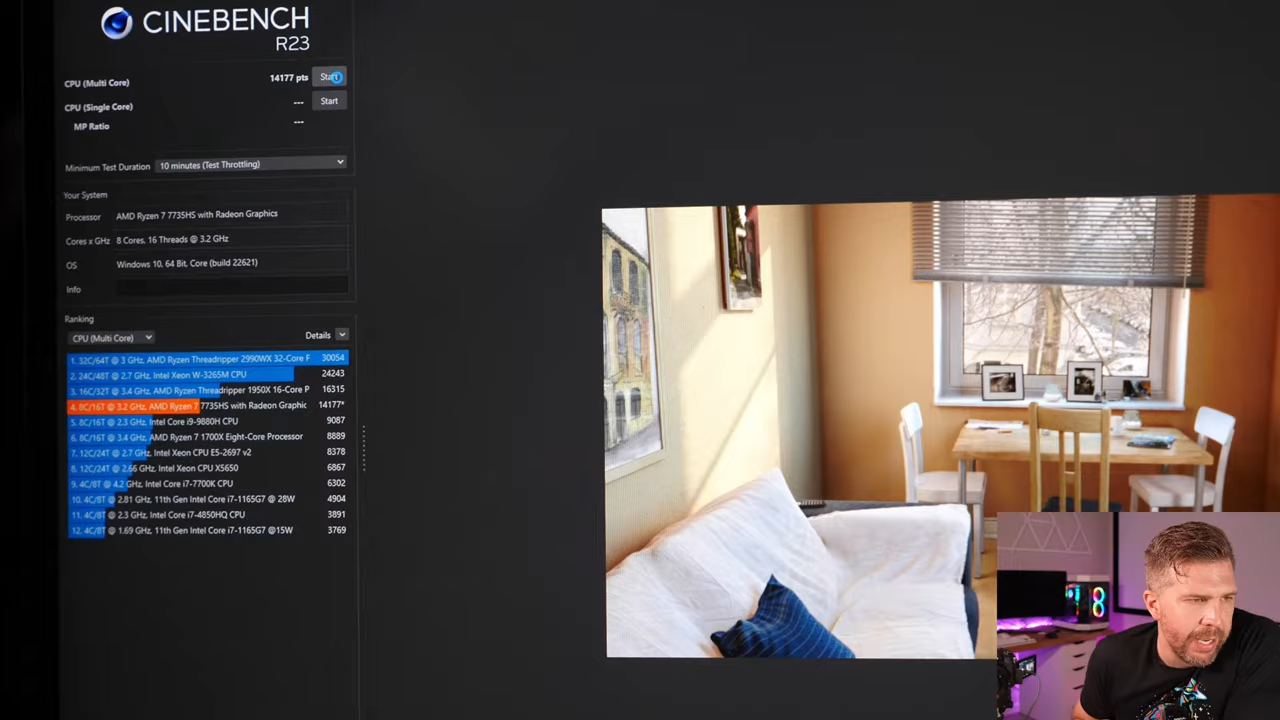 CINEBENCH
R23
CPU (Multi Core) 14177 pts Start
CPU (Single Core) --- Start
MP Ratio ---
Minimum Test Duration 10 minutes (Test Throttling)
Your System
Processor AMD Ryzen 7 7735HS with Radeon Graphics
Cores x GHz 8 Cores, 16 Threads @ 3.2 GHz
OS Windows 10, 64 Bit, Core (build 22621)
Info
Ranking
CPU (Multi Core) Details
1. 32C/64T @ 3 GHz, AMD Ryzen Threadripper 2990WX 32-Core P 30054
2. 24C/48T @ 2.7 GHz, Intel Xeon W-3265M CPU 24243
3. 16C/32T @ 3.4 GHz, AMD Ryzen Threadripper 1950X 16-Core P 16315
4. 8C/16T @ 3.2 GHz, AMD Ryzen 7 7735HS with Radeon Graphic 14177*
5. 8C/16T @ 2.3 GHz, Intel Core i9-9880H CPU 9087
6. 8C/16T @ 3.4 GHz, AMD Ryzen 7 1700X Eight-Core Processor 8889
7. 12C/24T @ 2.7 GHz, Intel Xeon CPU E5-2697 v2 8378
8. 12C/24T @ 2.66 GHz, Intel Xeon CPU X5650 6867
9. 4C/8T @ 4.2 GHz, Intel Core i7-7700K CPU 6302
10. 4C/8T @ 2.81 GHz, 11th Gen Intel Core i7-1165G7 @ 28W 4904
11. 4C/8T @ 2.3 GHz, Intel Core i7-4850HQ CPU 3891
12. 4C/8T @ 1.69 GHz, 11th Gen Intel Core i7-1165G7 @15W 3769